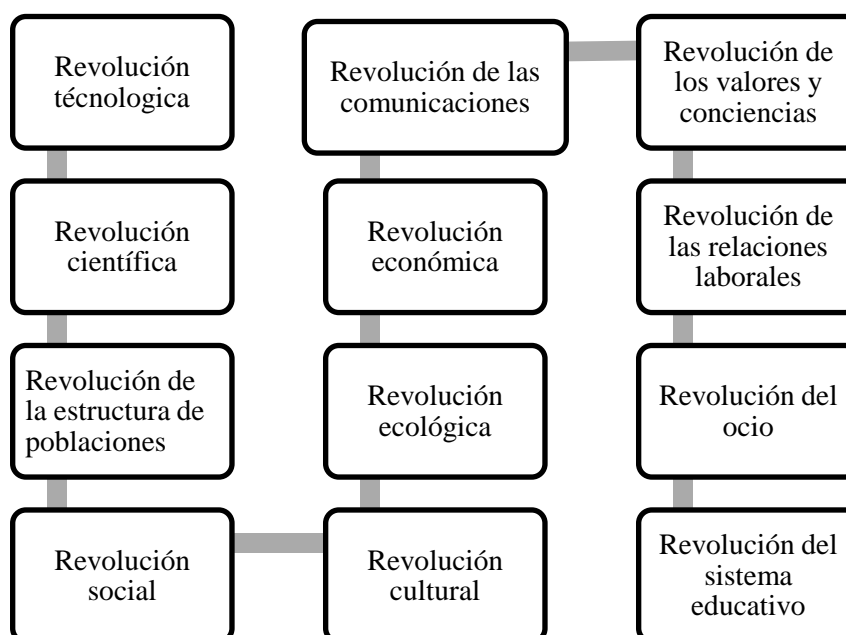 Revolución
técnologica
Revolución
científica
Revolución de
la estructura de
poblaciones
Revolución
social
Revolución
cultural
Revolución
ecológica
Revolución
económica
Revolución de las
comunicaciones
Revolución de
los valores y
conciencias
Revolución de
las relaciones
laborales
Revolución del
ocio
Revolución del
sistema
educativo